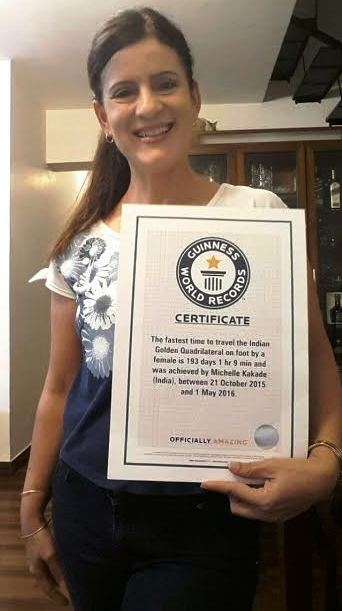 GUINNESS
WORLD RECORDS
CERTIFICATE
The fastest time to travel the Indian
Golden Quadrilateral on foot by a
female is 193 days 1 hr 9 min and
was achieved by Michelle Kakade
(India), between 21 October 2015
and 1 May 2016.
OFFICIALLY AMAZING